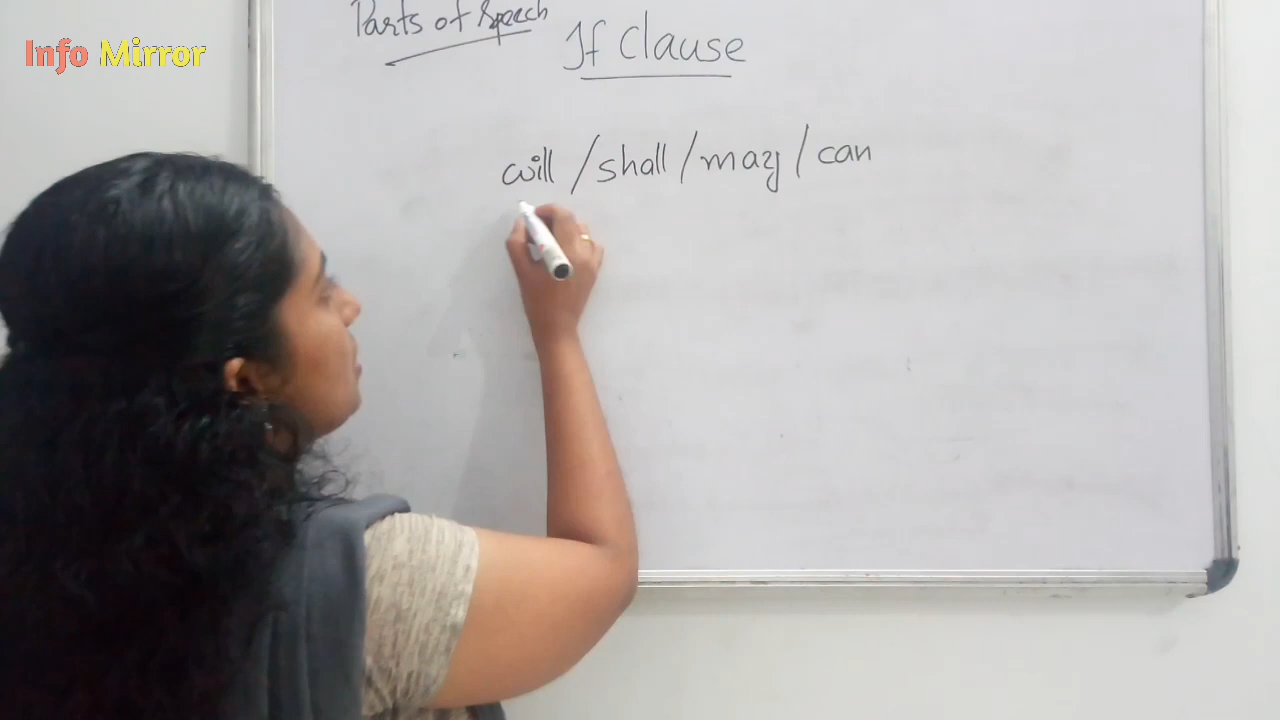 Info Mirror
Parts of Speech
If Clause
will / shall / may / can